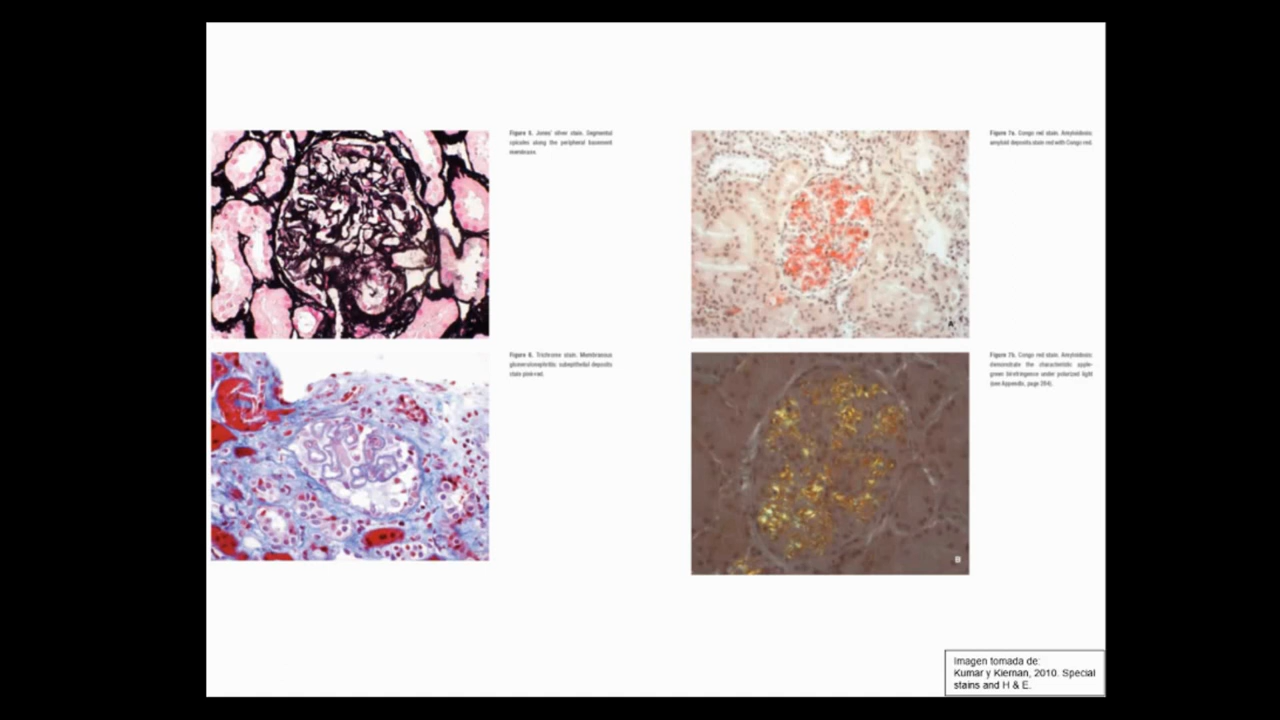 Figure 5. Jones' silver stain. Segmental
spicules along the peripheral basement
membrane.
Figure 6. Trichrome stain. Membranous
glomerulonephritis: subepithelial deposits
stain pink-red.
Figure 7a. Congo red stain. Amyloidosis:
amyloid deposits stain red with Congo red.
A
Figure 7b. Congo red stain. Amyloidosis:
demonstrate the characteristic apple-
green birefringence under polarized light
(see Appendix, page 294).
B
Imagen tomada de:
Kumar y Kiernan, 2010. Special
stains and H & E.